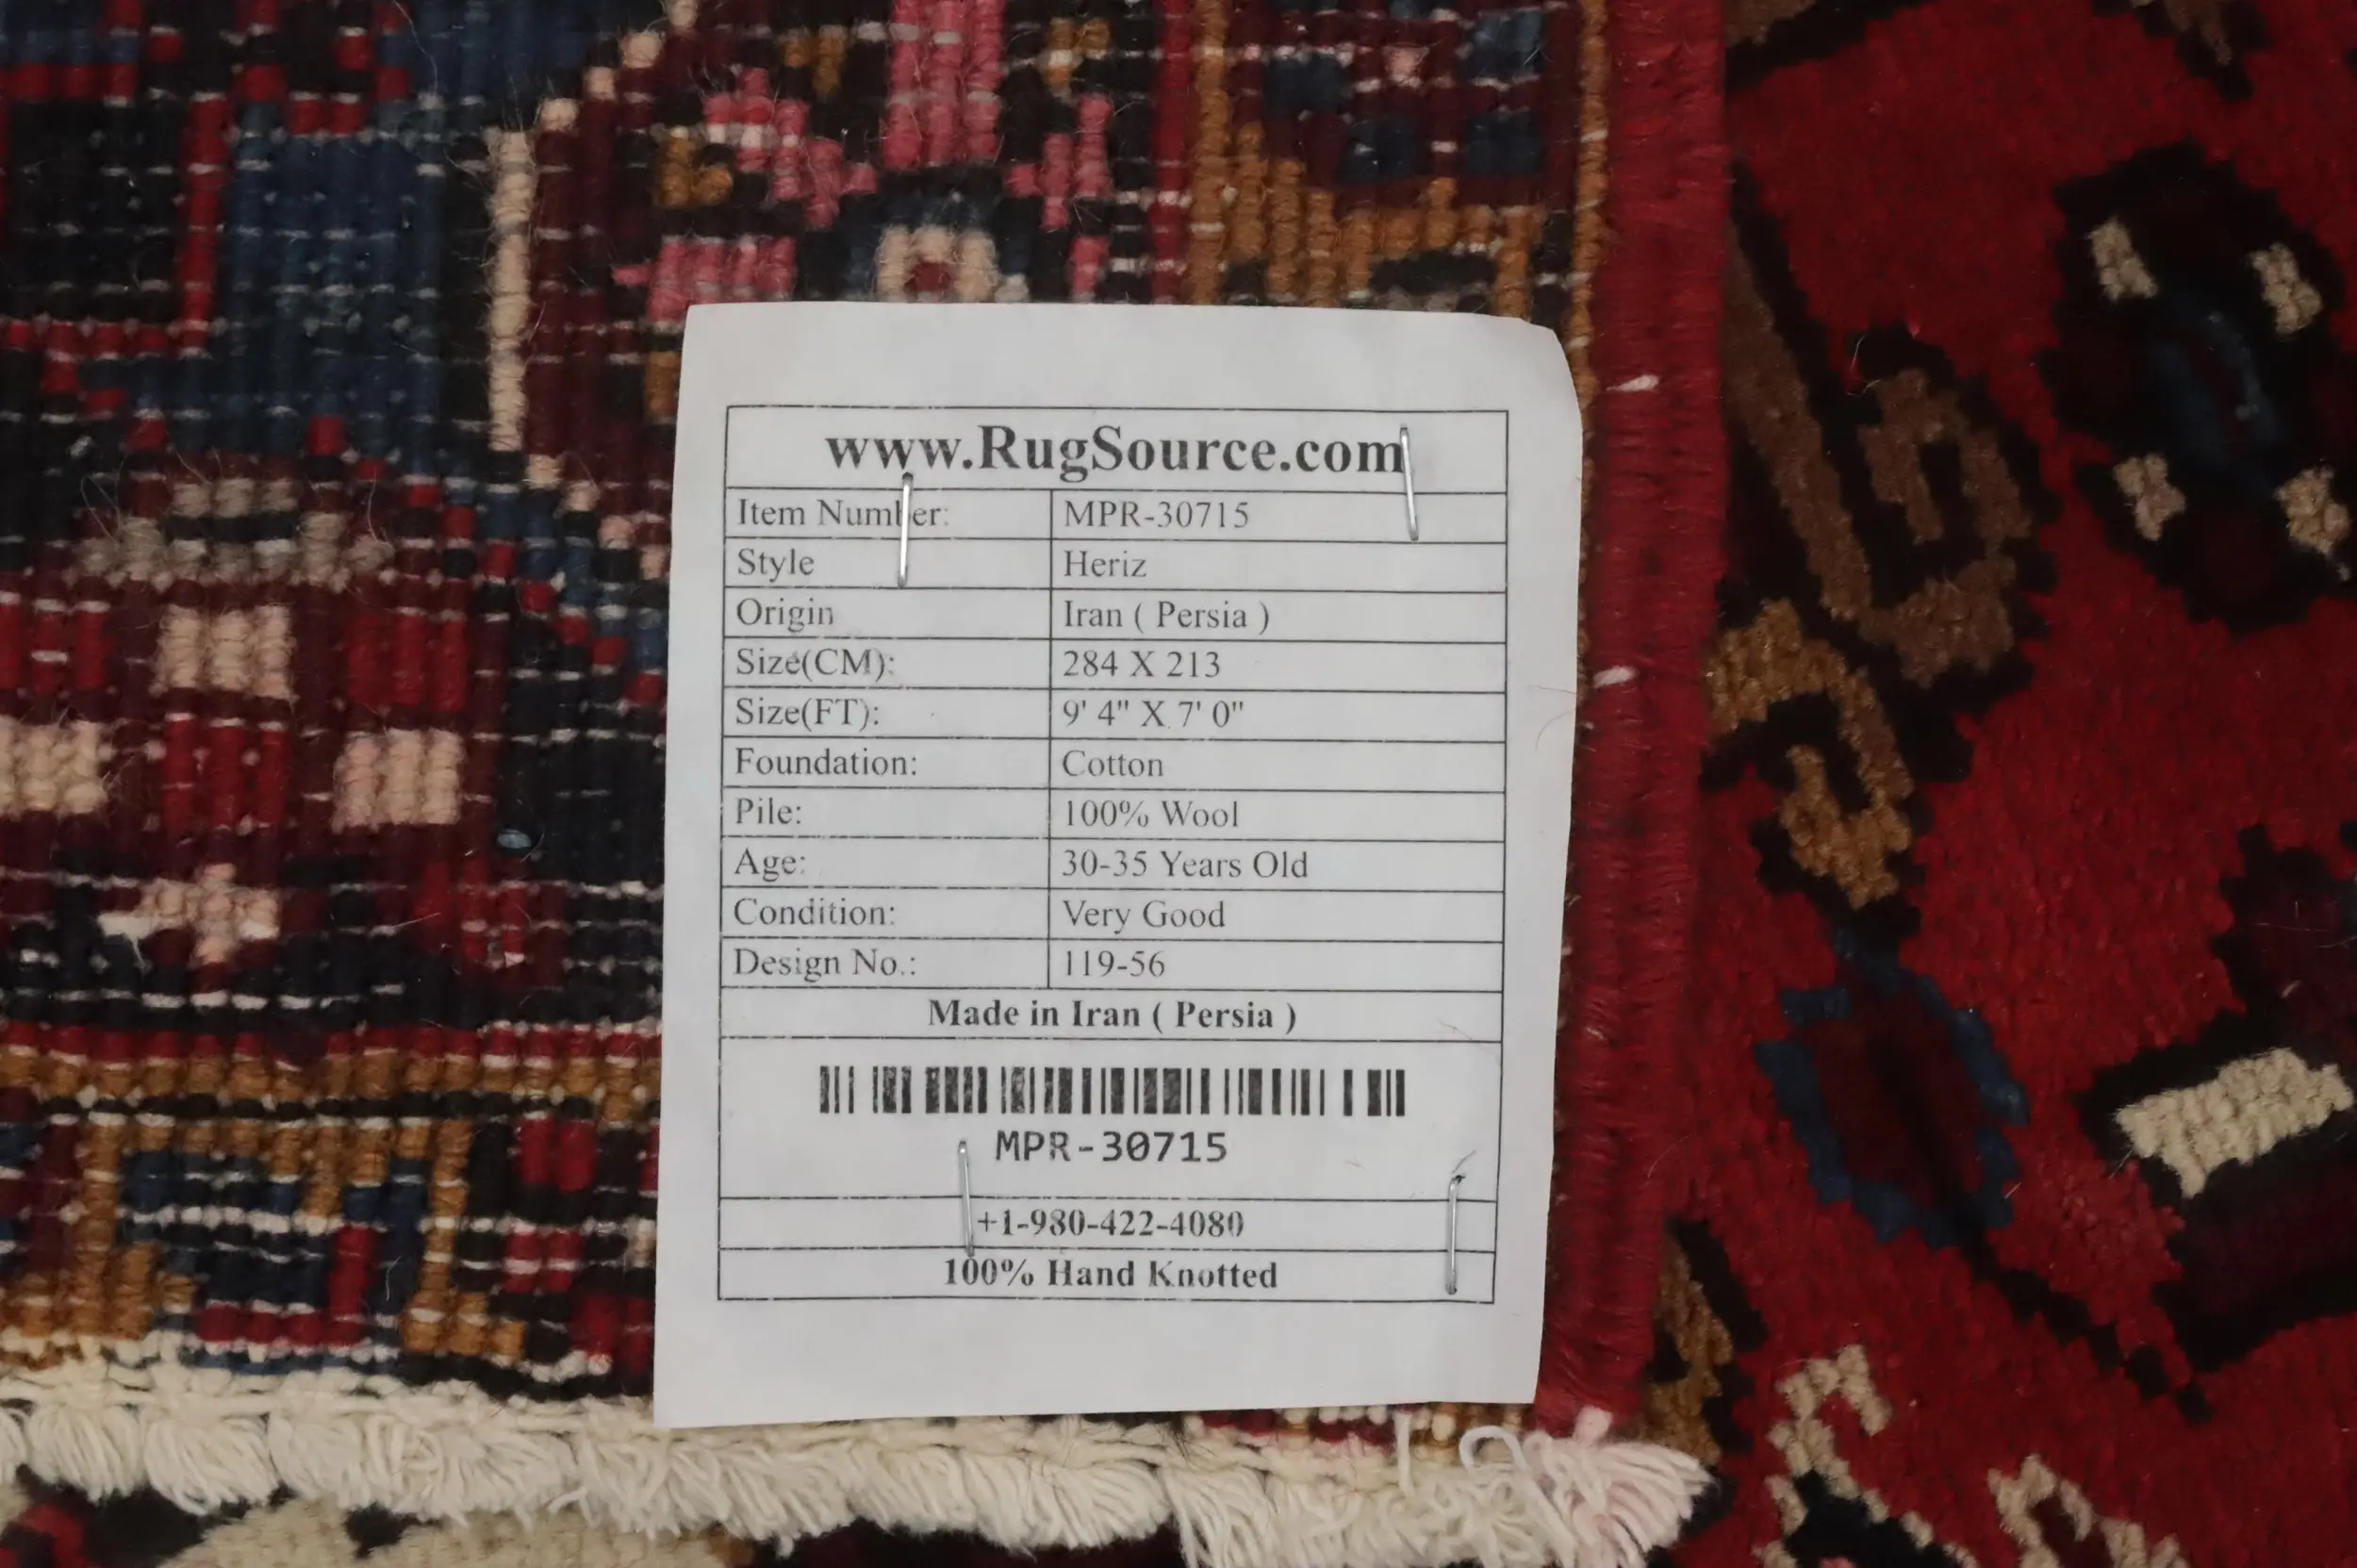 www.RugSource.com
Item Number: MPR-30715
Style Heriz
Origin Iran ( Persia )
Size(CM): 284 X 213
Size(FT): 9' 4" X 7' 0"
Foundation: Cotton
Pile: 100% Wool
Age: 30-35 Years Old
Condition: Very Good
Design No.: 119-56
Made in Iran ( Persia )
MPR-30715
+1-980-422-4080
100% Hand Knotted